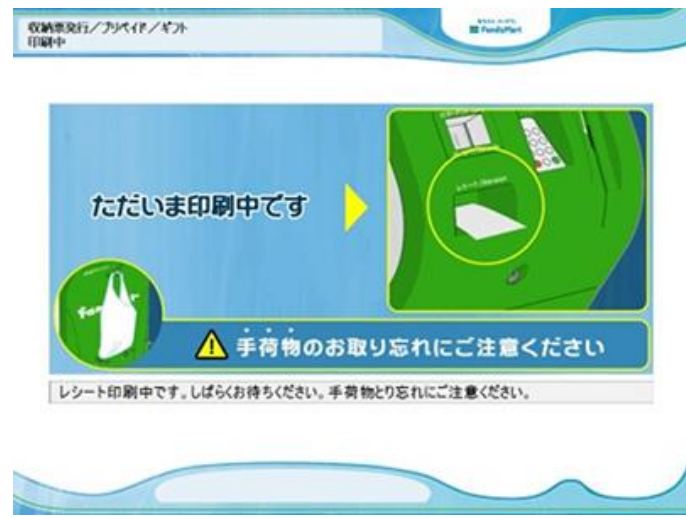 収納票発行／プリペイド／ギフト
印刷中
FamilyMart
ただいま印刷中です
手荷物のお取り忘れにご注意ください
レシート印刷中です。しばらくお待ちください。手荷物とり忘れにご注意ください。